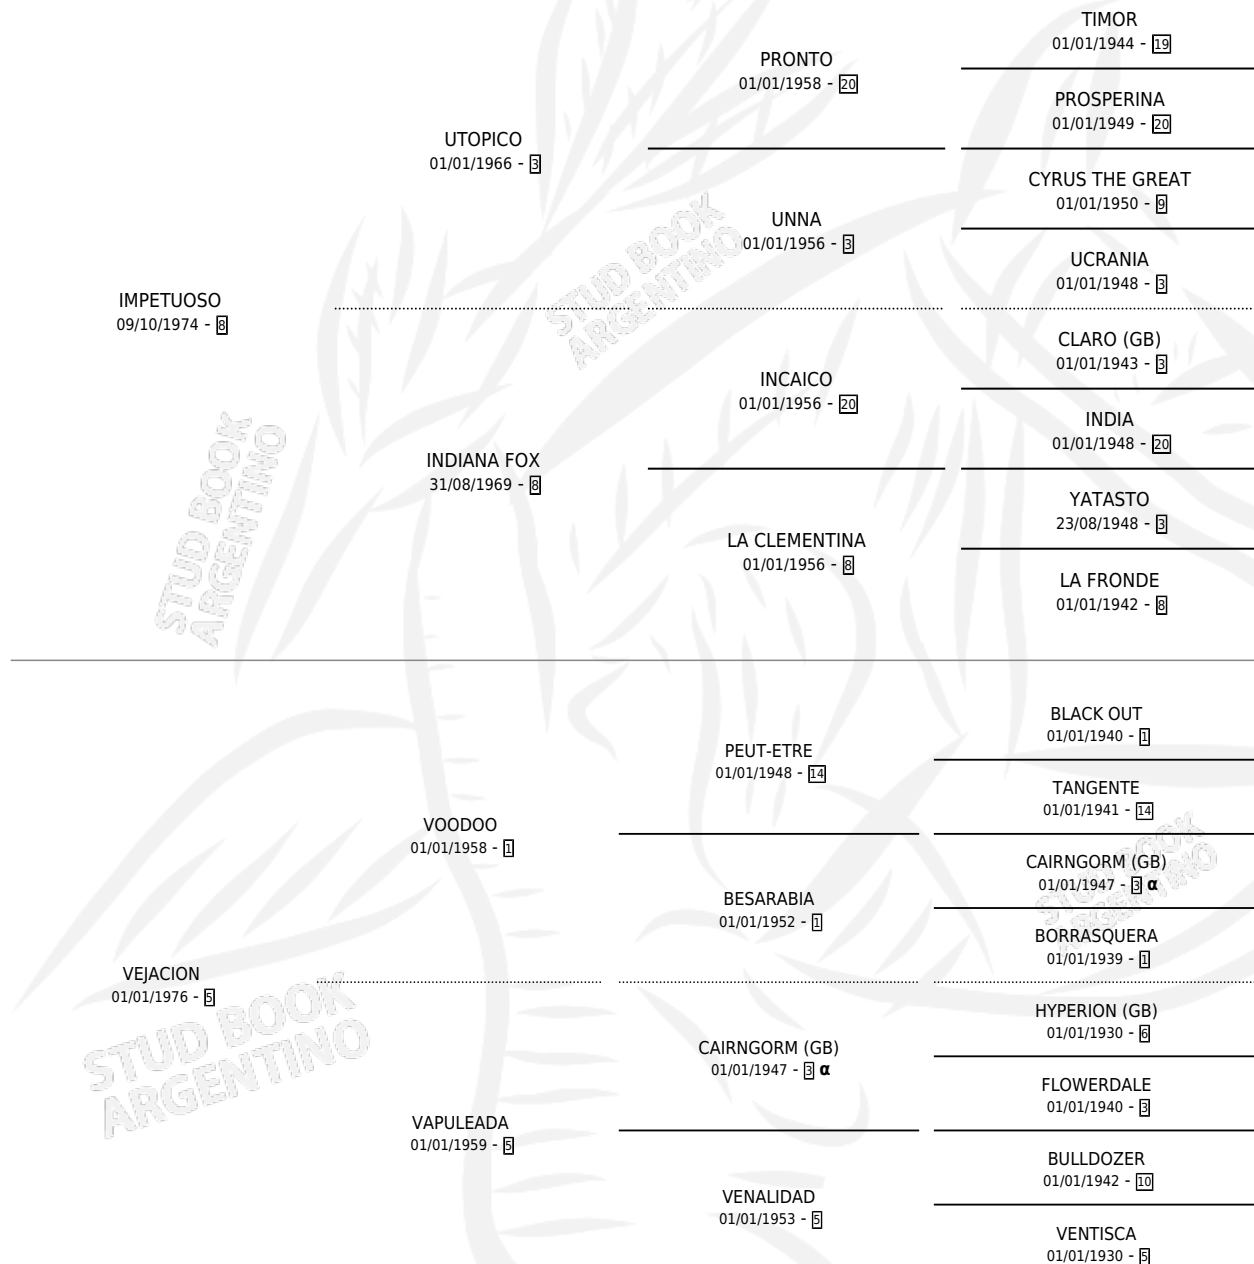 TIMOR
01/01/1944 - 19
PRONTO
01/01/1958 - 20
PROSPERINA
01/01/1949 - 20
UTOPICO
01/01/1966 - 3
CYRUS THE GREAT
01/01/1950 - 9
UNNA
01/01/1956 - 3
UCRANIA
01/01/1948 - 3
IMPETUOSO
09/10/1974 - 8
CLARO (GB)
01/01/1943 - 3
INCAICO
01/01/1956 - 20
INDIA
01/01/1948 - 20
INDIANA FOX
31/08/1969 - 8
YATASTO
23/08/1948 - 3
LA CLEMENTINA
01/01/1956 - 8
LA FRONDE
01/01/1942 - 8
STUD BOOK
ARGENTINO
STUD BOOK
ARGENTINO
BLACK OUT
01/01/1940 - 1
PEUT-ETRE
01/01/1948 - 14
TANGENTE
01/01/1941 - 14
VOODOO
01/01/1958 - 1
CAIRNGORM (GB)
01/01/1947 - 3 α
BESARABIA
01/01/1952 - 1
BORRASQUERA
01/01/1939 - 1
VEJACION
01/01/1976 - 5
HYPERION (GB)
01/01/1930 - 6
CAIRNGORM (GB)
01/01/1947 - 3 α
FLOWERDALE
01/01/1940 - 3
VAPULEADA
01/01/1959 - 5
BULLDOZER
01/01/1942 - 10
VENALIDAD
01/01/1953 - 5
VENTISCA
01/01/1930 - 5
STUD BOOK
ARGENTINO
STUD BOOK
ARGENTINO